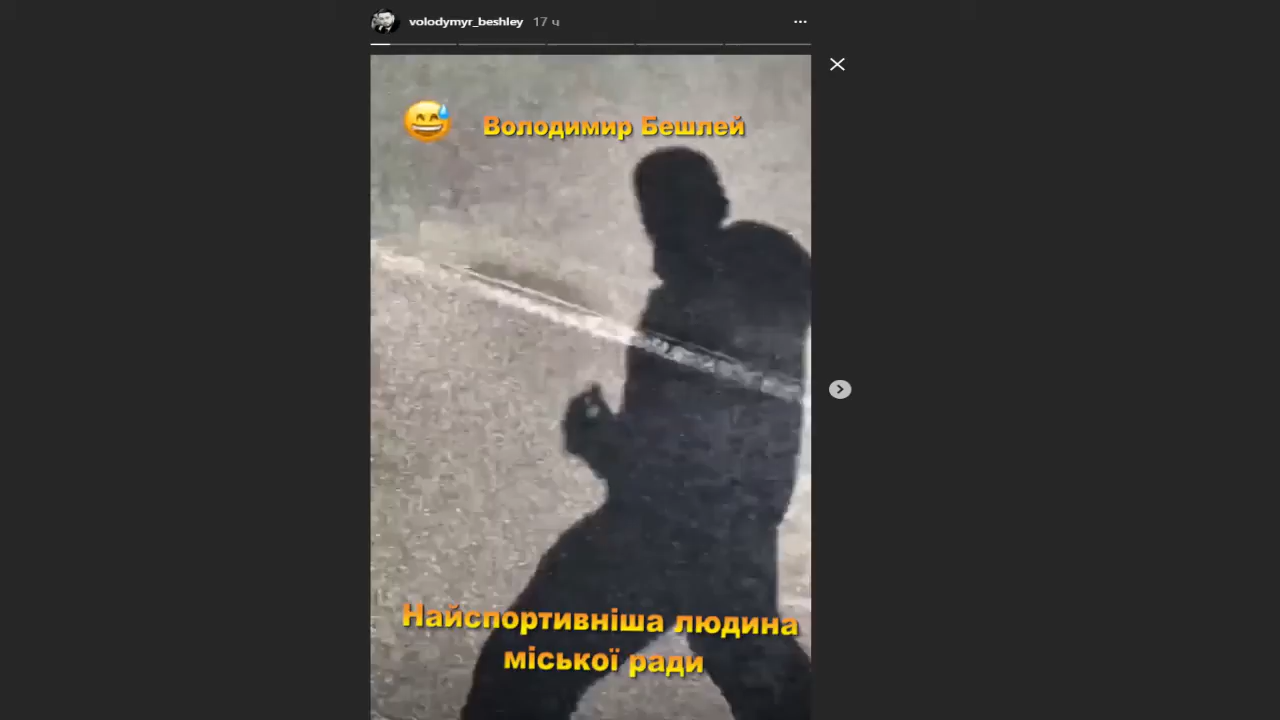 volodymyr_beshley 17 ч
Володимир Бешлей
Найспортивніша людина
міської ради